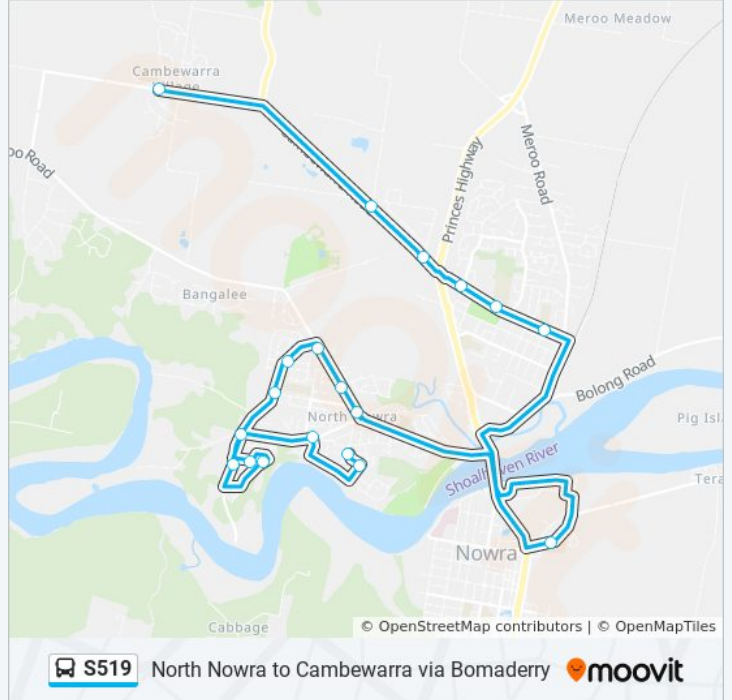 Meroo Meadow
Cambewarra
Village
Meroo Road
Princes Highway
oo Road
Bangalee
Bolong Road
North Nowra
Pig Isl
Shoalhaven River
Tera
Nowra
Cabbage
© OpenStreetMap contributors | © OpenMapTiles
S519 North Nowra to Cambewarra via Bomaderry moovit